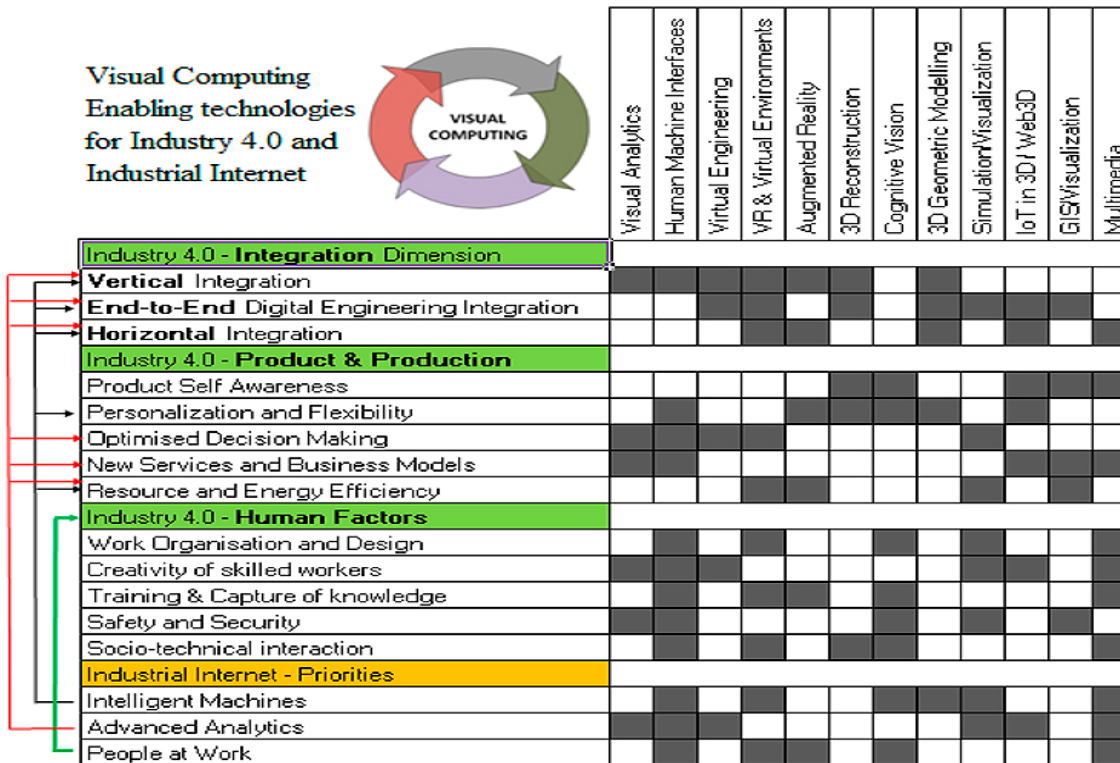 Visual Computing
Enabling technologies
for Industry 4.0 and
Industrial Internet
VISUAL
COMPUTING
Visual Analytics
Human Machine Interfaces
Virtual Engineering
VR & Virtual Environments
Augmented Reality
3D Reconstruction
Cognitive Vision
3D Geometric Modelling
Simulation/Visualization
IoT in 3D / Web3D
GIS/Visualization
Multimedia
Industry 4.0 - Integration Dimension
Vertical Integration
End-to-End Digital Engineering Integration
Horizontal Integration
Industry 4.0 - Product & Production
Product Self Awareness
Personalization and Flexibility
Optimised Decision Making
New Services and Business Models
Resource and Energy Efficiency
Industry 4.0 - Human Factors
Work Organisation and Design
Creativity of skilled workers
Training & Capture of knowledge
Safety and Security
Socio-technical interaction
Industrial Internet - Priorities
Intelligent Machines
Advanced Analytics
People at Work